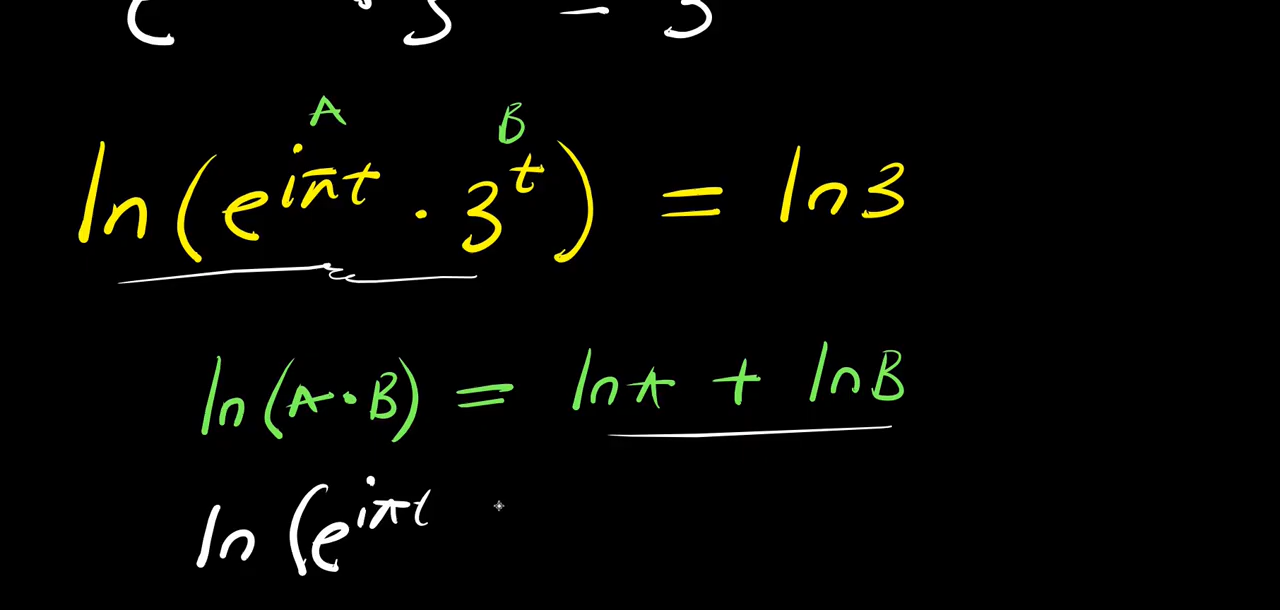 A B
ln(e^{iπt} · 3^t) = ln3
ln(A·B) = lnA + lnB
ln(e^{iπt}